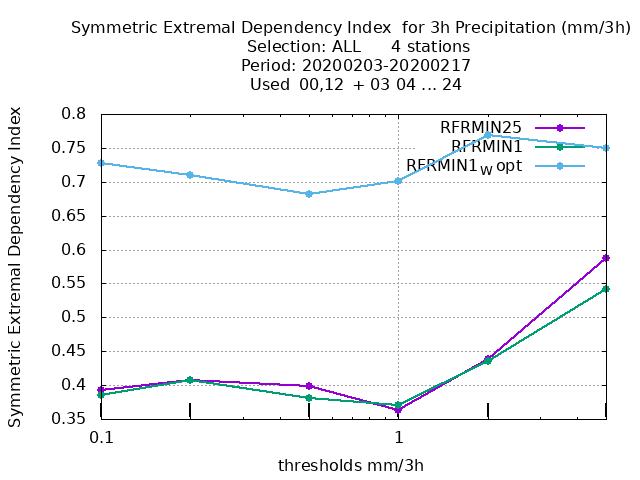 Symmetric Extremal Dependency Index  for 3h Precipitation (mm/3h)
Selection: ALL      4 stations
Period: 20200203-20200217
Used  00,12  + 03 04 ... 24
Symmetric Extremal Dependency Index
0.8
0.75
0.7
0.65
0.6
0.55
0.5
0.45
0.4
0.35
RFRMIN25
RFRMIN1
RFRMIN1W opt
0.1
1
thresholds mm/3h